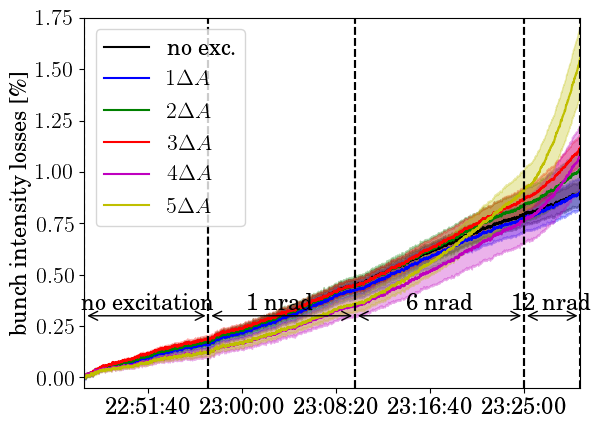 1.75
1.50
1.25
1.00
0.75
0.50
0.25
0.00
bunch intensity losses [%]
no exc.
1ΔA
2ΔA
3ΔA
4ΔA
5ΔA
no excitation 1 nrad 6 nrad 12 nrad
22:51:40 23:00:00 23:08:20 23:16:40 23:25:00